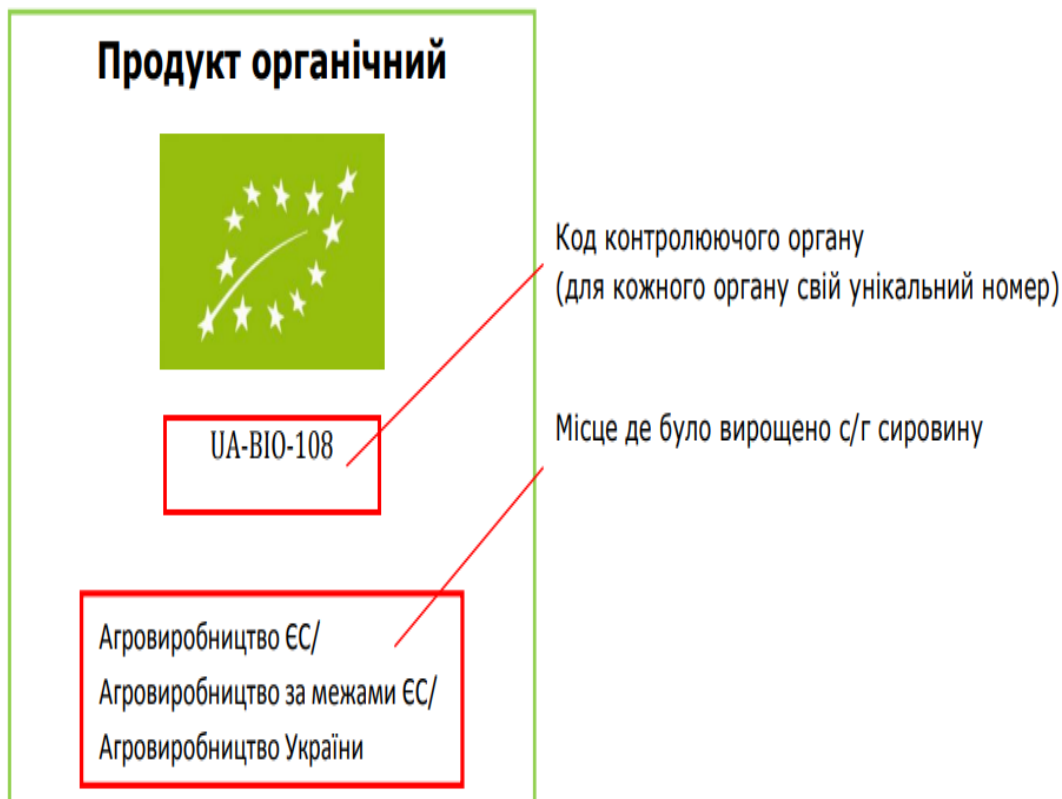 Продукт органічний
Код контролюючого органу
(для кожного органу свій унікальний номер)
UA-BIO-108
Місце де було вирощено с/г сировину
Агровиробництво ЄС/
Агровиробництво за межами ЄС/
Агровиробництво України